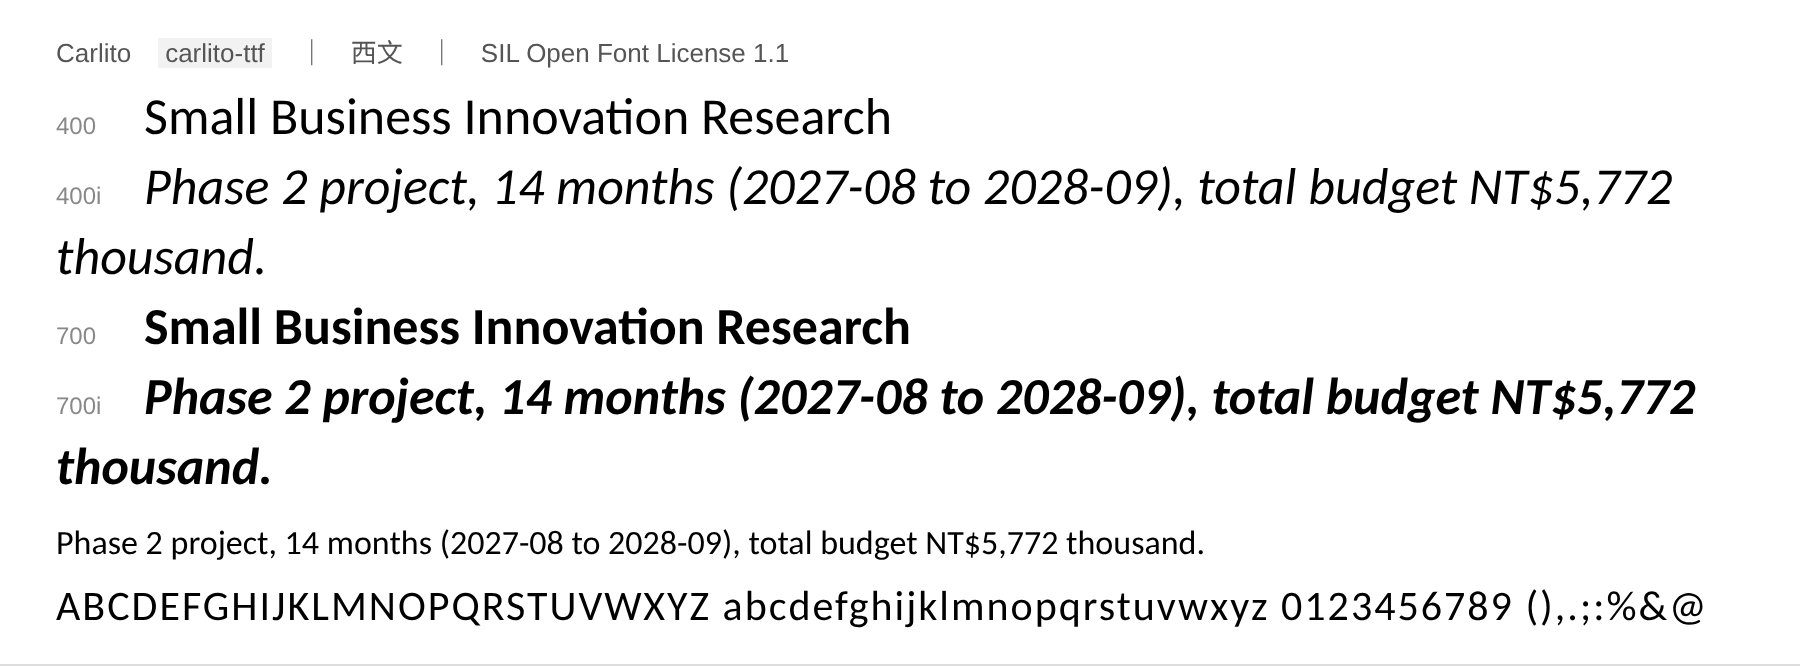 Carlito carlito-ttf | 西文 | SIL Open Font License 1.1
400 Small Business Innovation Research
400i Phase 2 project, 14 months (2027-08 to 2028-09), total budget NT$5,772
thousand.
700 Small Business Innovation Research
700i Phase 2 project, 14 months (2027-08 to 2028-09), total budget NT$5,772
thousand.
Phase 2 project, 14 months (2027-08 to 2028-09), total budget NT$5,772 thousand.
ABCDEFGHIJKLMNOPQRSTUVWXYZ abcdefghijklmnopqrstuvwxyz 0123456789 (),.;:%&@